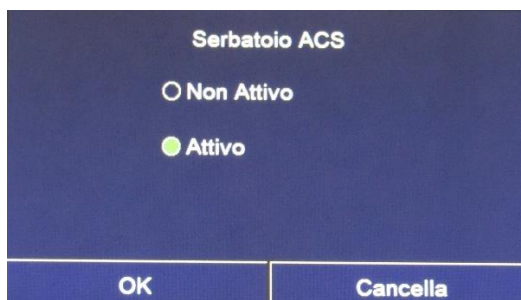 Serbatoio ACS
Non Attivo
Attivo
OK
Cancella